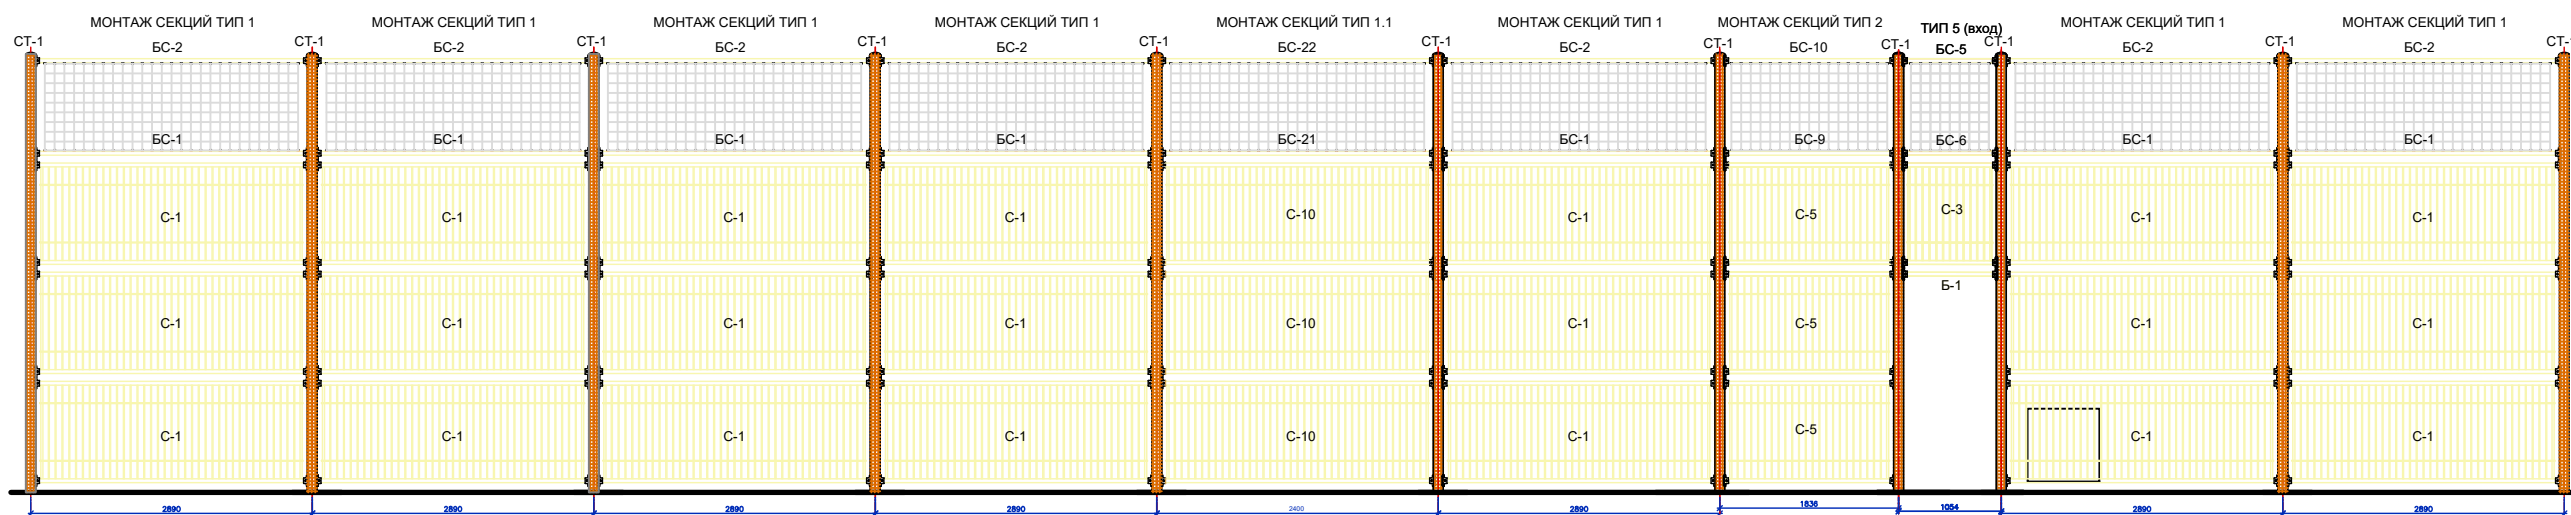 МОНТАЖ СЕКЦИЙ ТИП 1 МОНТАЖ СЕКЦИЙ ТИП 1 МОНТАЖ СЕКЦИЙ ТИП 1 МОНТАЖ СЕКЦИЙ ТИП 1 МОНТАЖ СЕКЦИЙ ТИП 1.1 МОНТАЖ СЕКЦИЙ ТИП 1 МОНТАЖ СЕКЦИЙ ТИП 2 ТИП 5 (вход) МОНТАЖ СЕКЦИЙ ТИП 1 МОНТАЖ СЕКЦИЙ ТИП 1
СТ-1 БС-2 СТ-1 БС-2 СТ-1 БС-2 СТ-1 БС-2 СТ-1 БС-22 СТ-1 БС-2 СТ-1 БС-10 СТ-1 БС-5 СТ-1 БС-2 СТ-1 БС-2 СТ-1
БС-1 БС-1 БС-1 БС-1 БС-21 БС-1 БС-9 БС-6 БС-1 БС-1
С-1 С-1 С-1 С-1 С-10 С-1 С-5 С-3 С-1 С-1
Б-1
С-1 С-1 С-1 С-1 С-10 С-1 С-5 С-1 С-1
С-1 С-1 С-1 С-1 С-10 С-1 С-5 С-1 С-1
2890 2890 2890 2890 2400 2890 1836 1054 2890 2890